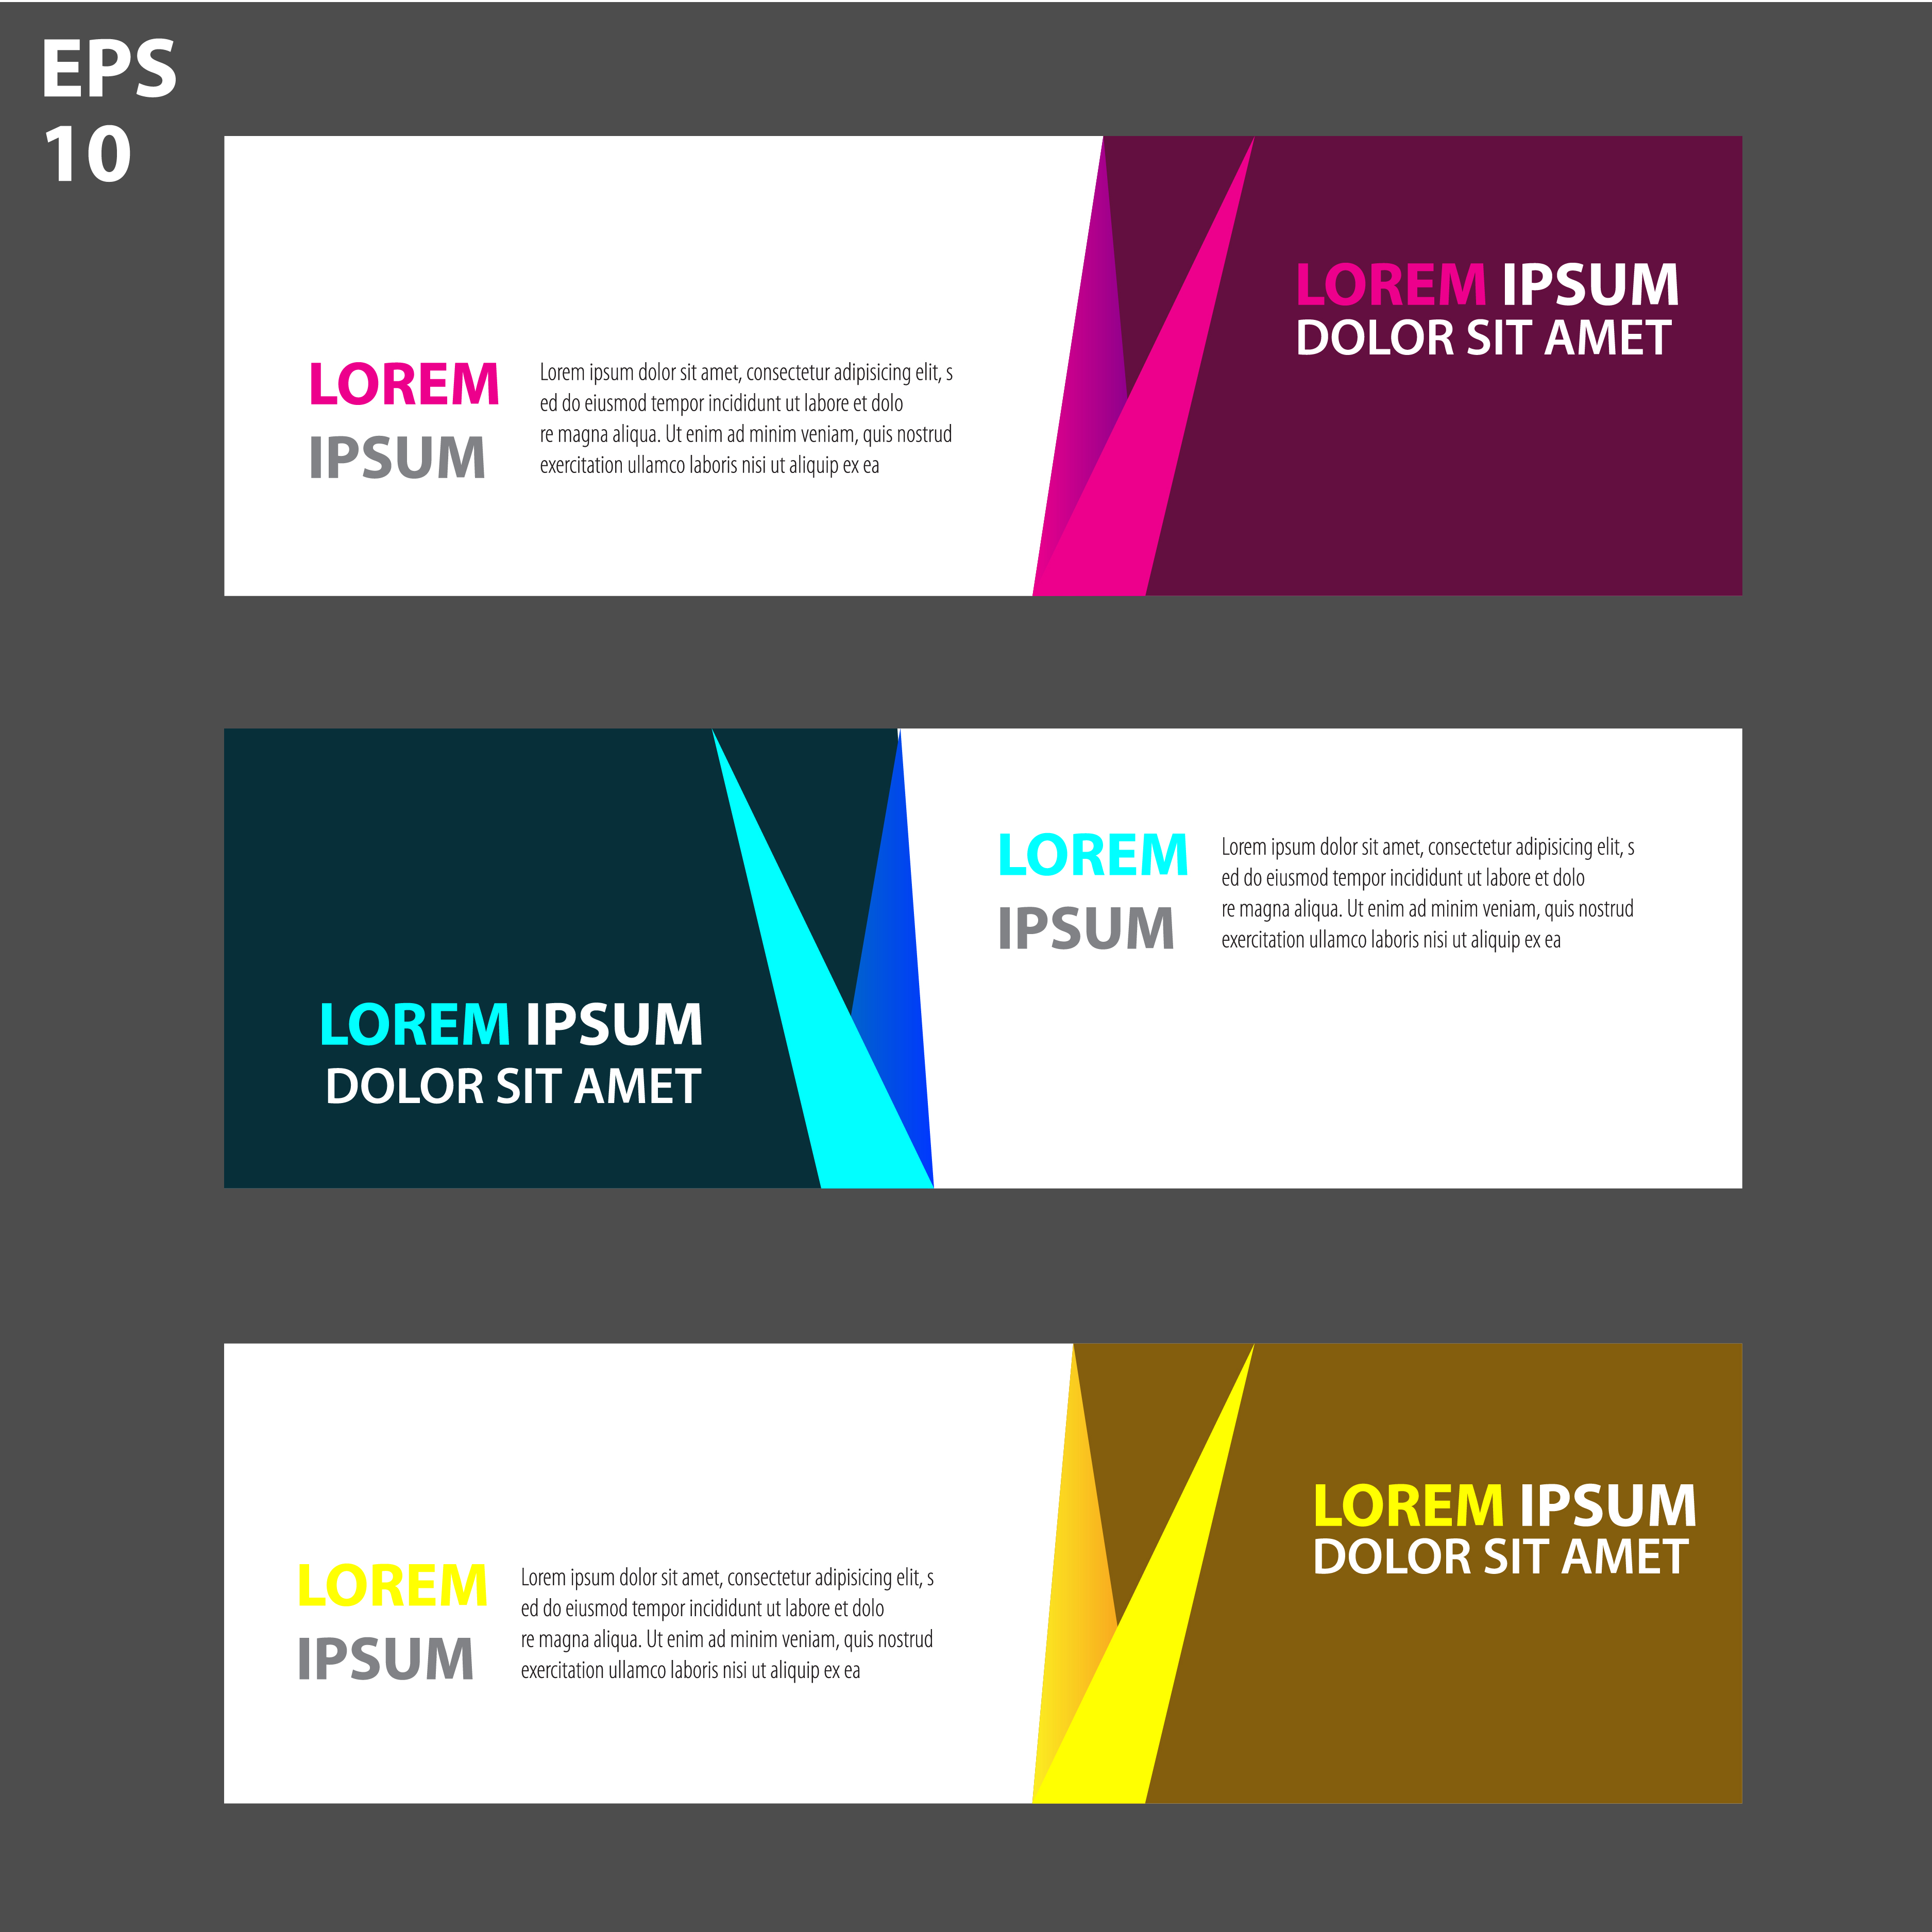 EPS
10
LOREM IPSUM
DOLOR SIT AMET
LOREM
IPSUM
Lorem ipsum dolor sit amet, consectetur adipisicing elit, s
ed do eiusmod tempor incididunt ut labore et dolo
re magna aliqua. Ut enim ad minim veniam, quis nostrud
exercitation ullamco laboris nisi ut aliquip ex ea
LOREM
IPSUM
Lorem ipsum dolor sit amet, consectetur adipisicing elit, s
ed do eiusmod tempor incididunt ut labore et dolo
re magna aliqua. Ut enim ad minim veniam, quis nostrud
exercitation ullamco laboris nisi ut aliquip ex ea
LOREM IPSUM
DOLOR SIT AMET
LOREM IPSUM
DOLOR SIT AMET
LOREM
IPSUM
Lorem ipsum dolor sit amet, consectetur adipisicing elit, s
ed do eiusmod tempor incididunt ut labore et dolo
re magna aliqua. Ut enim ad minim veniam, quis nostrud
exercitation ullamco laboris nisi ut aliquip ex ea